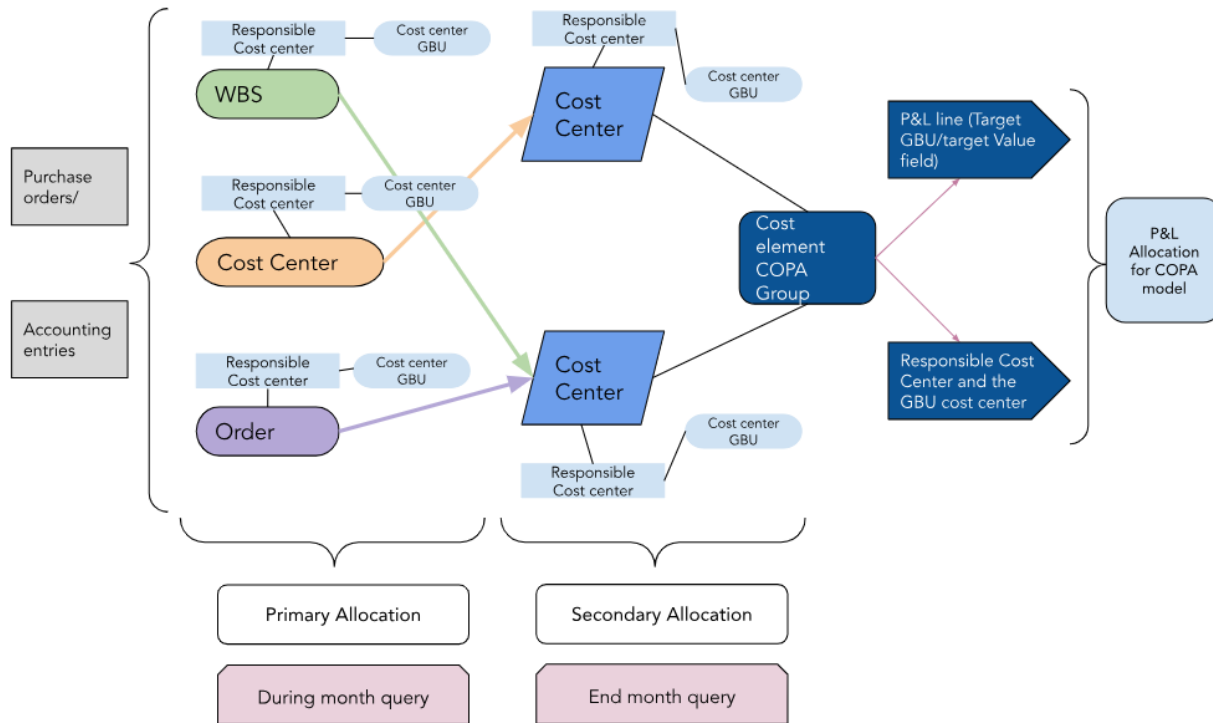 Responsible
Cost center
Cost center
GBU
WBS
Responsible
Cost center
Cost center
GBU
Cost
Center
P&L line (Target
GBU/target Value
field)
Purchase
orders/
Responsible
Cost center
Cost center
GBU
Cost Center
Cost
element
COPA
Group
P&L
Allocation
for COPA
model
Accounting
entries
Responsible
Cost center
Cost center
GBU
Order
Cost
Center
Responsible Cost
Center and the
GBU cost center
Cost center
GBU
Responsible
Cost center
Primary Allocation
Secondary Allocation
During month query
End month query